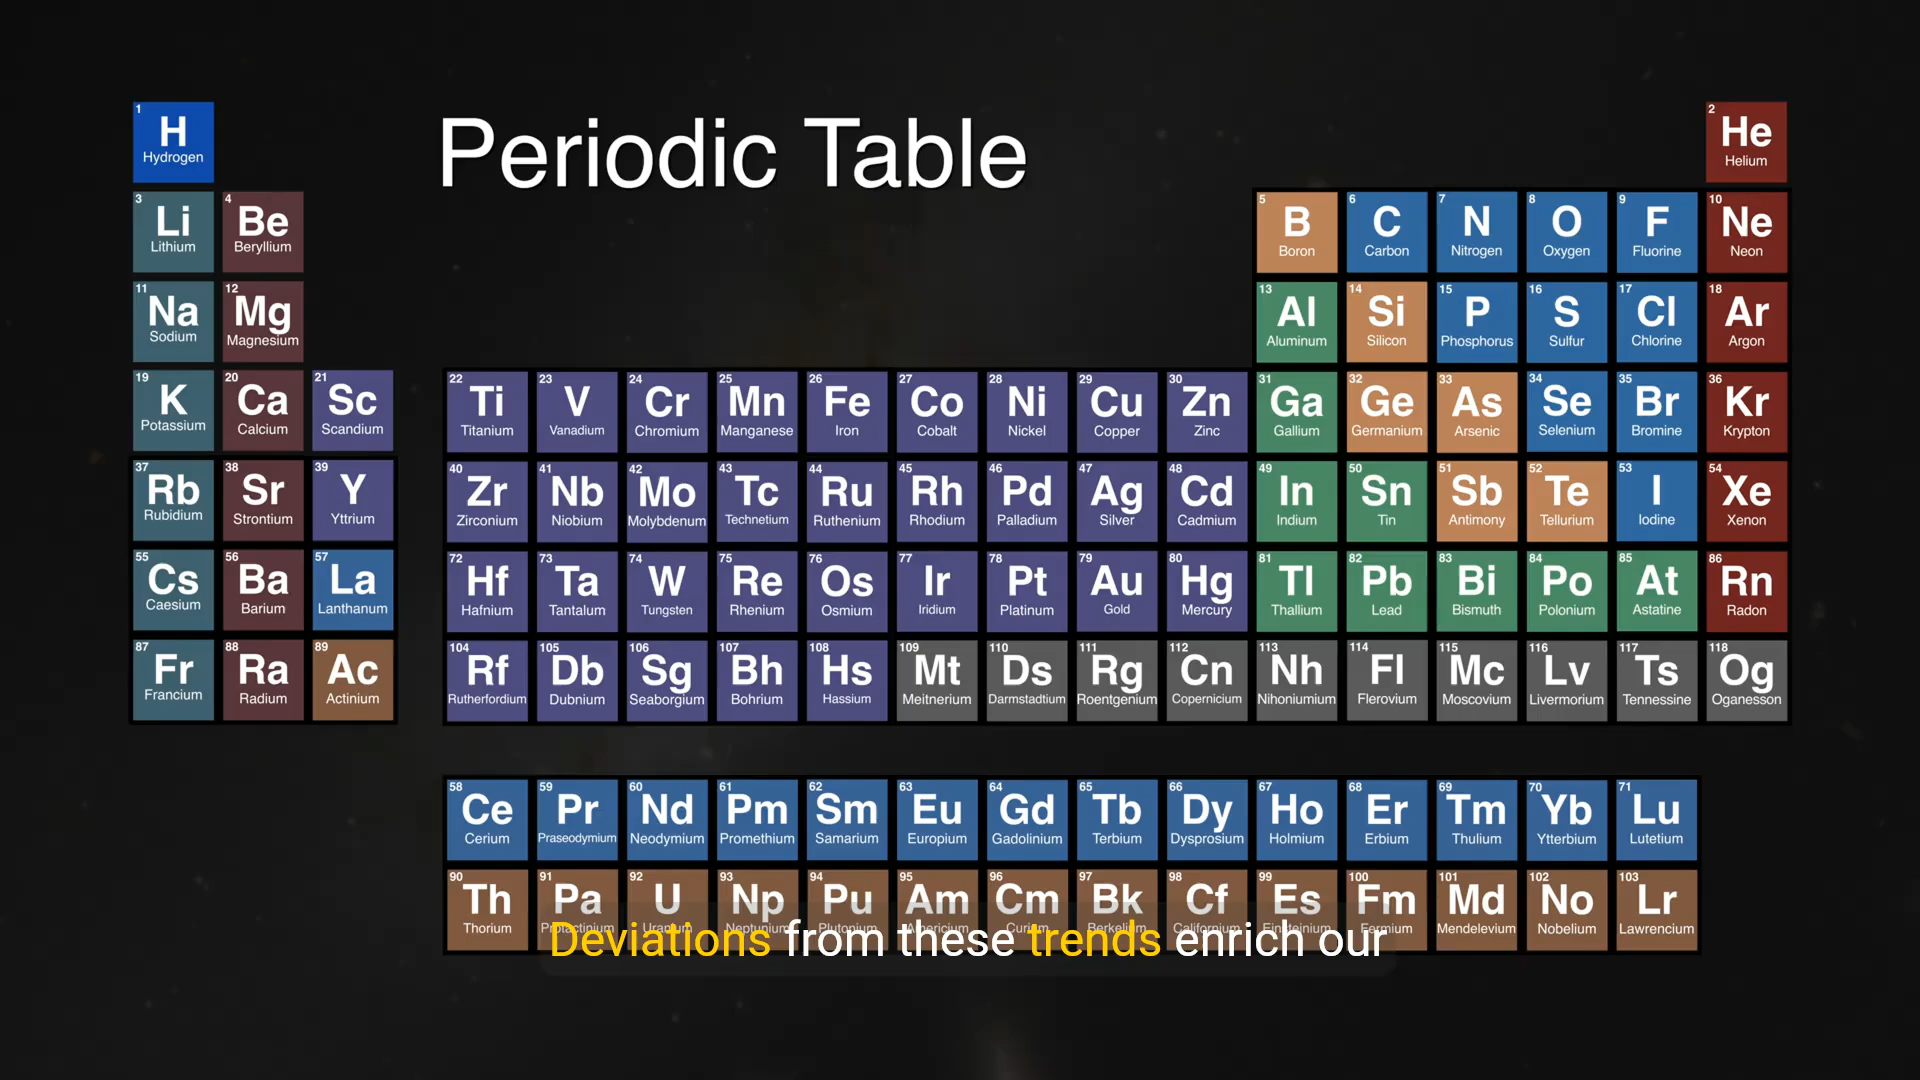 Periodic Table
1 H Hydrogen
2 He Helium
3 Li Lithium
4 Be Beryllium
5 B Boron
6 C Carbon
7 N Nitrogen
8 O Oxygen
9 F Fluorine
10 Ne Neon
11 Na Sodium
12 Mg Magnesium
13 Al Aluminum
14 Si Silicon
15 P Phosphorus
16 S Sulfur
17 Cl Chlorine
18 Ar Argon
19 K Potassium
20 Ca Calcium
21 Sc Scandium
22 Ti Titanium
23 V Vanadium
24 Cr Chromium
25 Mn Manganese
26 Fe Iron
27 Co Cobalt
28 Ni Nickel
29 Cu Copper
30 Zn Zinc
31 Ga Gallium
32 Ge Germanium
33 As Arsenic
34 Se Selenium
35 Br Bromine
36 Kr Krypton
37 Rb Rubidium
38 Sr Strontium
39 Y Yttrium
40 Zr Zirconium
41 Nb Niobium
42 Mo Molybdenum
43 Tc Technetium
44 Ru Ruthenium
45 Rh Rhodium
46 Pd Palladium
47 Ag Silver
48 Cd Cadmium
49 In Indium
50 Sn Tin
51 Sb Antimony
52 Te Tellurium
53 I Iodine
54 Xe Xenon
55 Cs Caesium
56 Ba Barium
57 La Lanthanum
72 Hf Hafnium
73 Ta Tantalum
74 W Tungsten
75 Re Rhenium
76 Os Osmium
77 Ir Iridium
78 Pt Platinum
79 Au Gold
80 Hg Mercury
81 Tl Thallium
82 Pb Lead
83 Bi Bismuth
84 Po Polonium
85 At Astatine
86 Rn Radon
87 Fr Francium
88 Ra Radium
89 Ac Actinium
104 Rf Rutherfordium
105 Db Dubnium
106 Sg Seaborgium
107 Bh Bohrium
108 Hs Hassium
109 Mt Meitnerium
110 Ds Darmstadtium
111 Rg Roentgenium
112 Cn Copernicium
113 Nh Nihoniumium
114 Fl Flerovium
115 Mc Moscovium
116 Lv Livermorium
117 Ts Tennessine
118 Og Oganesson
58 Ce Cerium
59 Pr Praseodymium
60 Nd Neodymium
61 Pm Promethium
62 Sm Samarium
63 Eu Europium
64 Gd Gadolinium
65 Tb Terbium
66 Dy Dysprosium
67 Ho Holmium
68 Er Erbium
69 Tm Thulium
70 Yb Ytterbium
71 Lu Lutetium
90 Th Thorium
91 Pa Protactinium
92 U Uranium
93 Np Neptunium
94 Pu Plutonium
95 Am Americium
96 Cm Curium
97 Bk Berkelium
98 Cf Californium
99 Es Einsteinium
100 Fm Fermium
101 Md Mendelevium
102 No Nobelium
103 Lr Lawrencium
Deviations from these trends enrich our